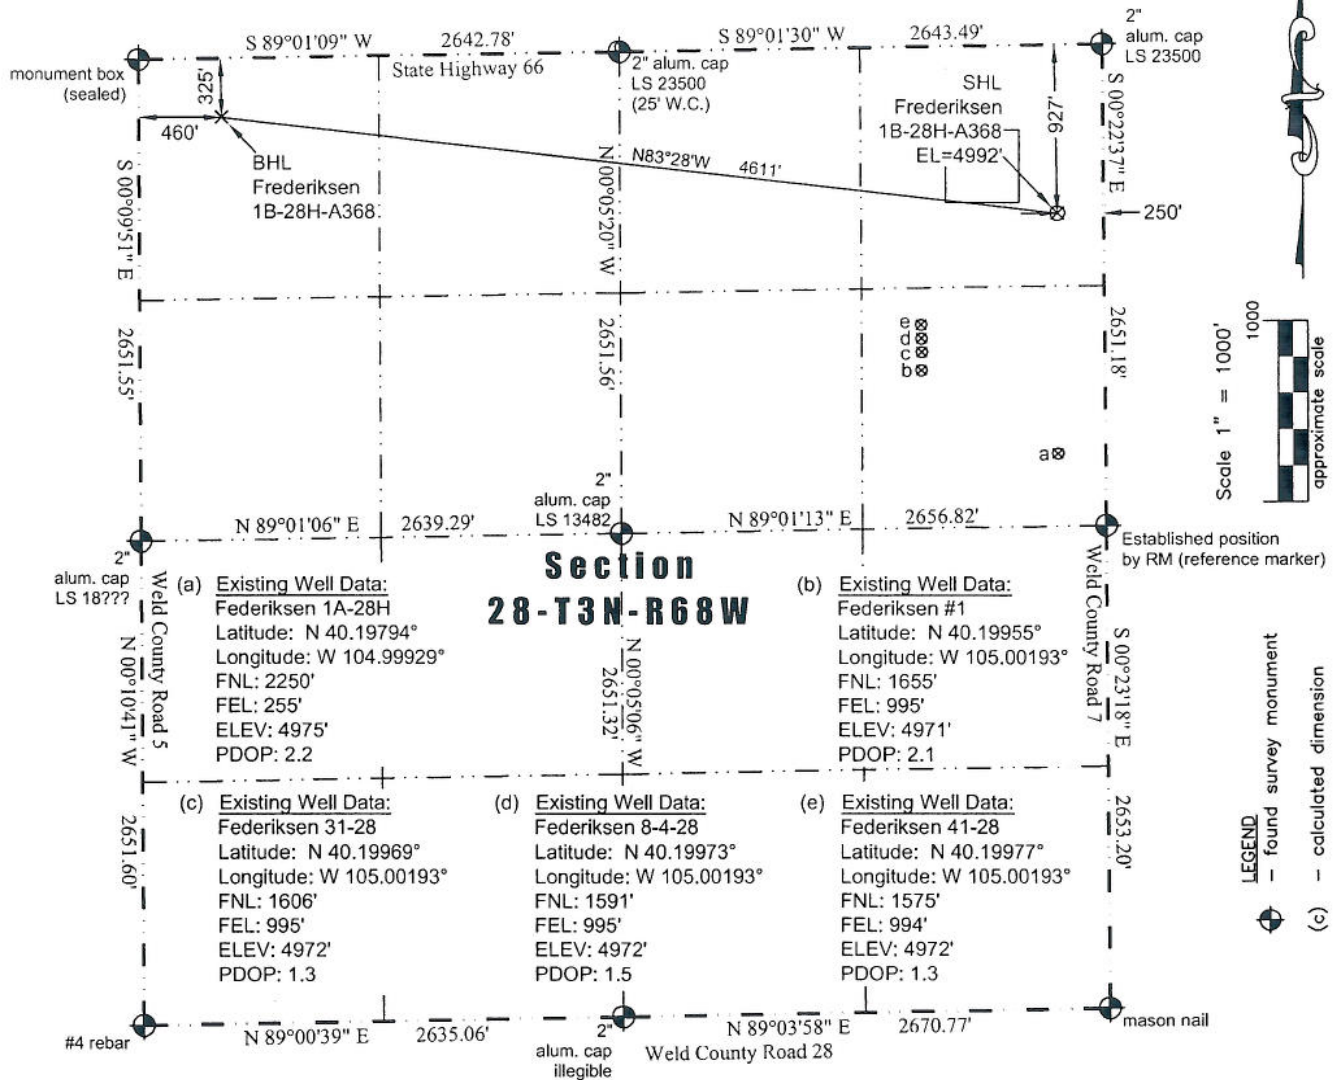 S 89°01'09" W 2642.78' S 89°01'30" W 2643.49'
2"
alum. cap
LS 23500
monument box
(sealed)
325'
State Highway 66
2" alum. cap
LS 23500
(25' W.C.)
SHL
Frederiksen
1B-28H-A368
EL=4992'
927'
S 00°22'37" E
460'
BHL
Frederiksen
1B-28H-A368
N83°28'W 4611'
250'
S 00°09'51" E
N 00°05'20" W
2651.55'
2651.56'
2651.18'
e
d
c
b
a
Scale 1" = 1000'
1000
approximate scale
2"
alum. cap
LS 13482
N 89°01'06" E 2639.29' N 89°01'13" E 2656.82'
Established position
by RM (reference marker)
2"
alum. cap
LS 18???
Section
28-T3N-R68W
Weld County Road 5
N 00°10'41" W
2651.60'
N 00°05'06" W
2651.32'
Weld County Road 7
S 00°23'18" E
2653.20'
(a) Existing Well Data:
Federiksen 1A-28H
Latitude: N 40.19794°
Longitude: W 104.99929°
FNL: 2250'
FEL: 255'
ELEV: 4975'
PDOP: 2.2
(b) Existing Well Data:
Federiksen #1
Latitude: N 40.19955°
Longitude: W 105.00193°
FNL: 1655'
FEL: 995'
ELEV: 4971'
PDOP: 2.1
(c) Existing Well Data:
Federiksen 31-28
Latitude: N 40.19969°
Longitude: W 105.00193°
FNL: 1606'
FEL: 995'
ELEV: 4972'
PDOP: 1.3
(d) Existing Well Data:
Federiksen 8-4-28
Latitude: N 40.19973°
Longitude: W 105.00193°
FNL: 1591'
FEL: 995'
ELEV: 4972'
PDOP: 1.5
(e) Existing Well Data:
Federiksen 41-28
Latitude: N 40.19977°
Longitude: W 105.00193°
FNL: 1575'
FEL: 994'
ELEV: 4972'
PDOP: 1.3
LEGEND
- found survey monument
(c) - calculated dimension
#4 rebar
N 89°00'39" E 2635.06'
2"
alum. cap
illegible
N 89°03'58" E 2670.77'
Weld County Road 28
mason nail